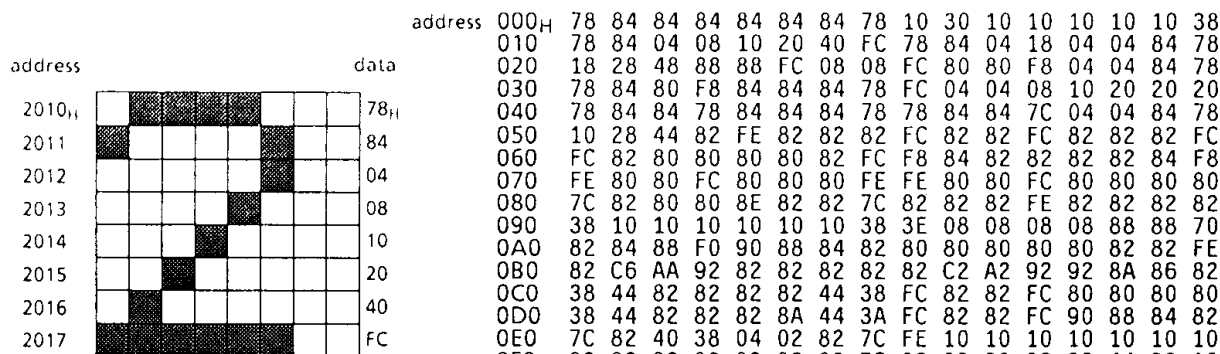 address 000H 78 84 84 84 84 84 84 78 10 30 10 10 10 10 10 38
010 78 84 04 08 10 20 40 FC 78 84 04 18 04 04 84 78
020 18 28 48 88 88 FC 08 08 FC 80 80 F8 04 04 84 78
030 78 84 80 F8 84 84 84 78 FC 04 04 08 10 20 20 20
040 78 84 84 78 84 84 84 78 78 84 84 7C 04 04 84 78
050 10 28 44 82 FE 82 82 82 FC 82 82 FC 82 82 82 FC
060 FC 82 80 80 80 80 82 FC F8 84 82 82 82 82 84 F8
070 FE 80 80 FC 80 80 80 FE FE 80 80 FC 80 80 80 80
080 7C 82 80 80 8E 82 82 7C 82 82 82 FE 82 82 82 82
090 38 10 10 10 10 10 10 38 3E 08 08 08 08 88 88 70
0A0 82 84 88 F0 90 88 84 82 80 80 80 80 80 82 82 FE
0B0 82 C6 AA 92 82 82 82 82 82 C2 A2 92 92 8A 86 82
0C0 38 44 82 82 82 82 44 38 FC 82 82 FC 80 80 80 80
0D0 38 44 82 82 82 8A 44 3A FC 82 82 FC 90 88 84 82
0E0 7C 82 40 38 04 02 82 7C FE 10 10 10 10 10 10 10
address data
2010H 78H
2011 84
2012 04
2013 08
2014 10
2015 20
2016 40
2017 FC